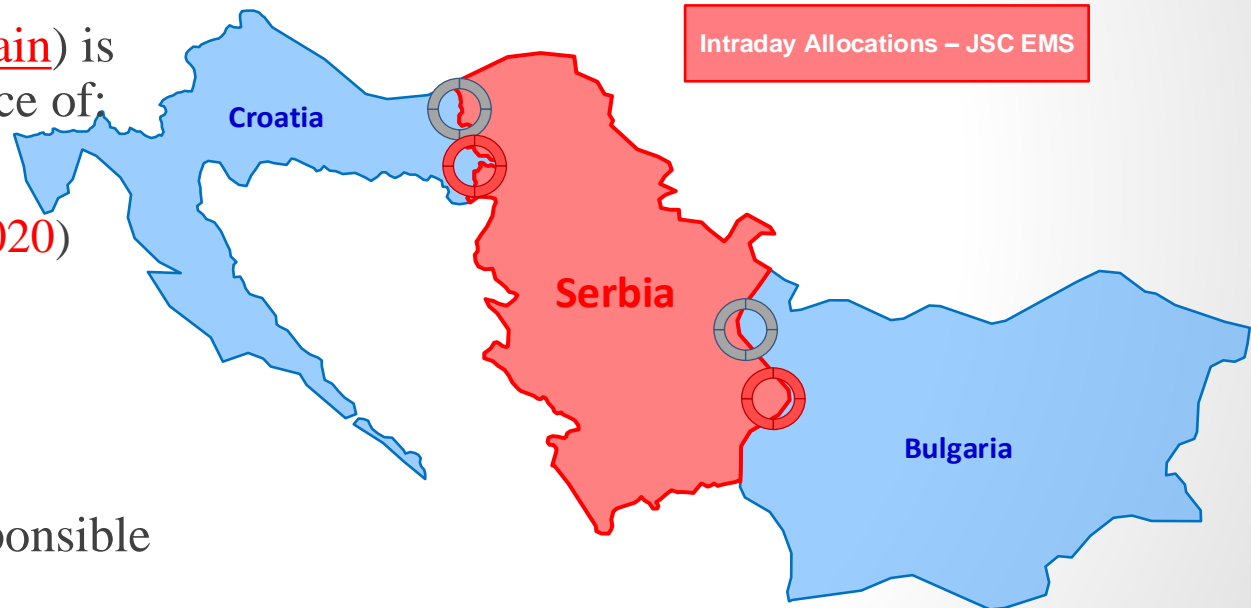 ain) is
ce of:
020)
ponsible
Intraday Allocations – JSC EMS
Croatia
Serbia
Bulgaria